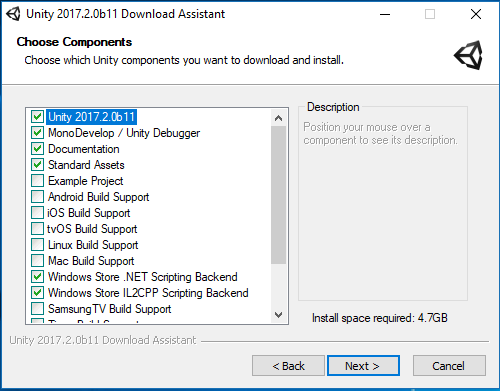 Unity 2017.2.0b11 Download Assistant
Choose Components
Choose which Unity components you want to download and install.
Unity 2017.2.0b11
MonoDevelop / Unity Debugger
Documentation
Standard Assets
Example Project
Android Build Support
iOS Build Support
tvOS Build Support
Linux Build Support
Mac Build Support
Windows Store .NET Scripting Backend
Windows Store IL2CPP Scripting Backend
SamsungTV Build Support
Description
Position your mouse over a
component to see its description.
Install space required: 4.7GB
Unity 2017.2.0b11 Download Assistant
< Back
Next >
Cancel